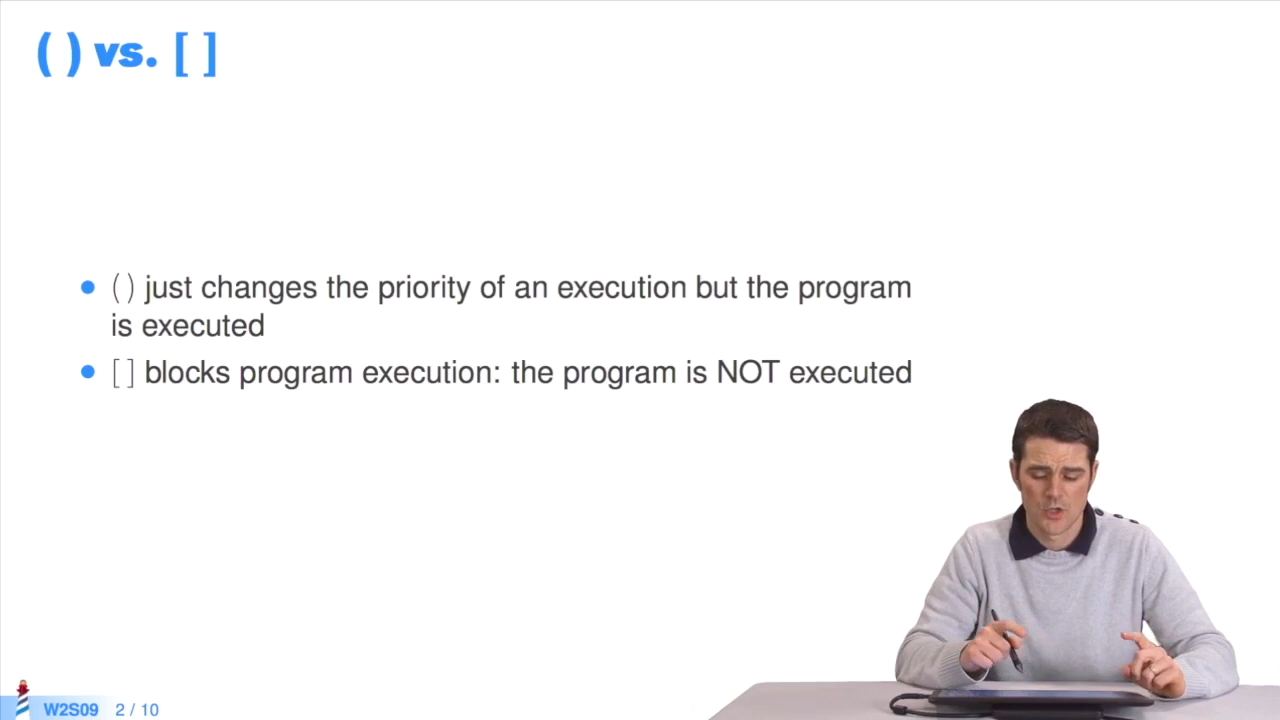 ( ) vs. [ ]
( ) just changes the priority of an execution but the program
is executed
[ ] blocks program execution: the program is NOT executed
W2S09 2 / 10